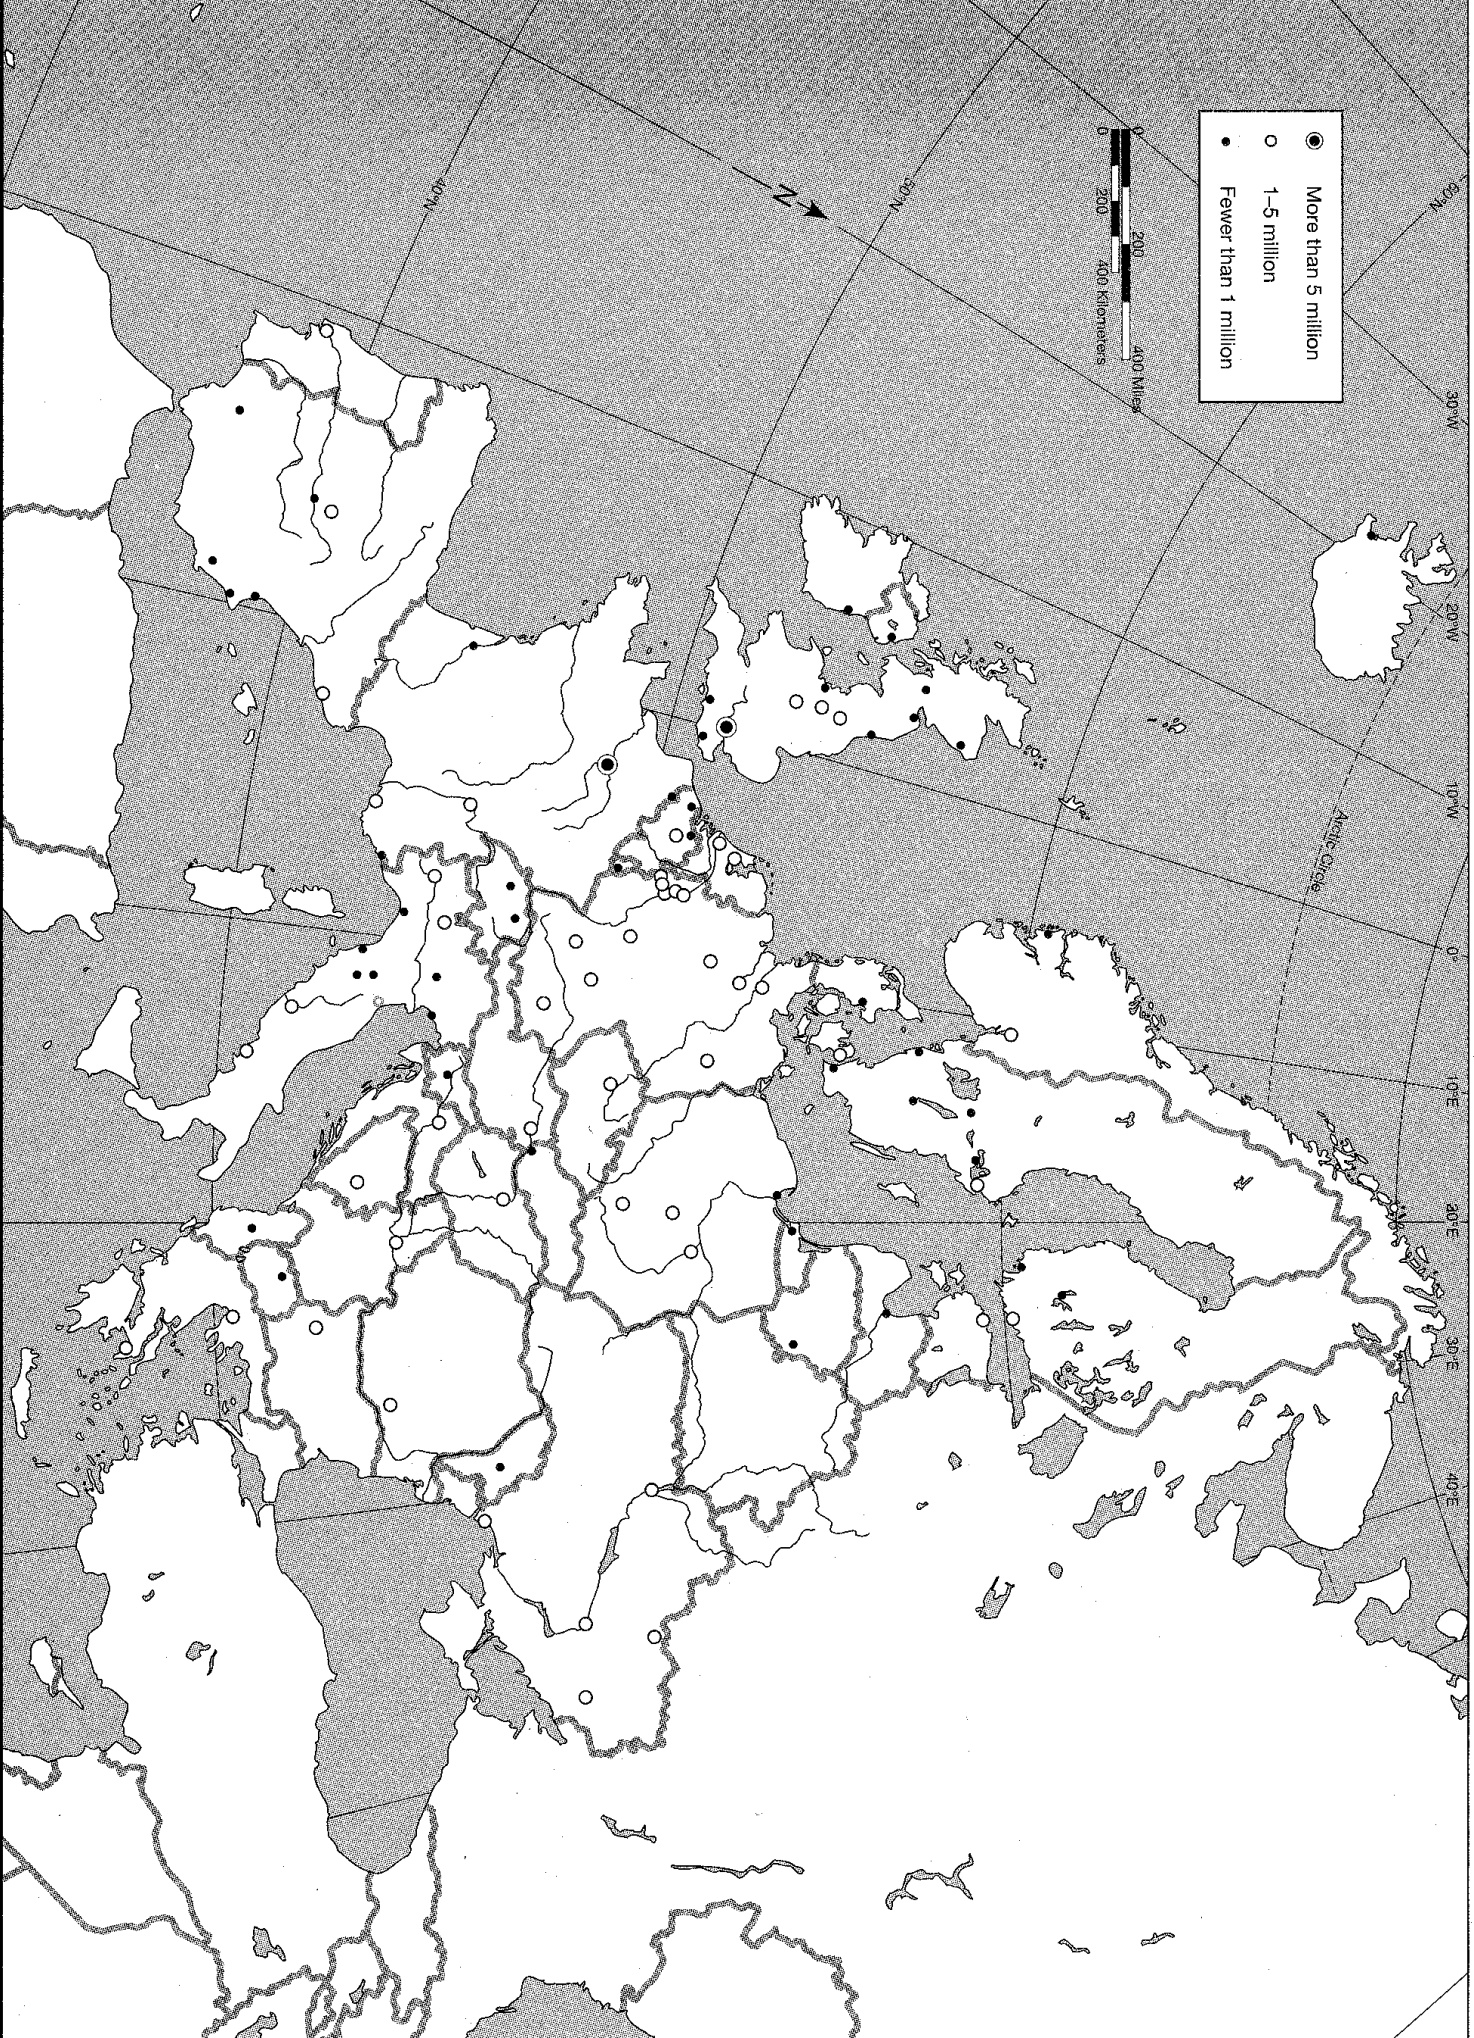 More than 5 million
1–5 million
Fewer than 1 million
0 200 400 Miles
0 200 400 Kilometers
N
60°N
50°N
40°N
30°W
20°W
10°W
0°
10°E
20°E
30°E
40°E
Arctic Circle